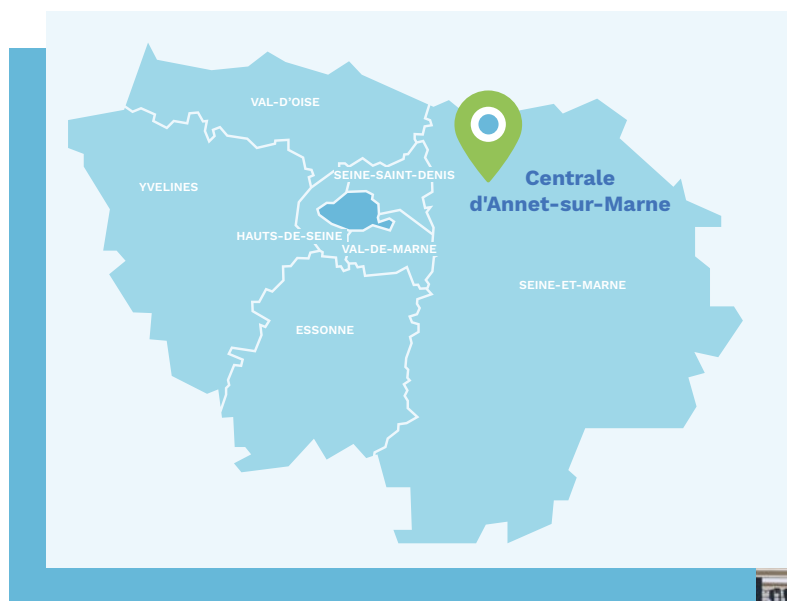 VAL-D'OISE
SEINE-SAINT-DENIS
Centrale
d'Annet-sur-Marne
YVELINES
HAUTS-DE-SEINE
VAL-DE-MARNE
SEINE-ET-MARNE
ESSONNE